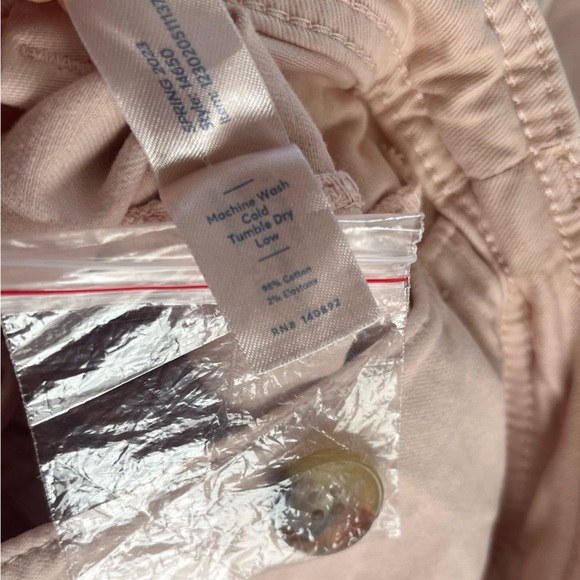 SPRING 2023
Style: 14650
Machine Wash
Cold
Tumble Dry
Low
98% Cotton
2% Elastane
RN# 140892